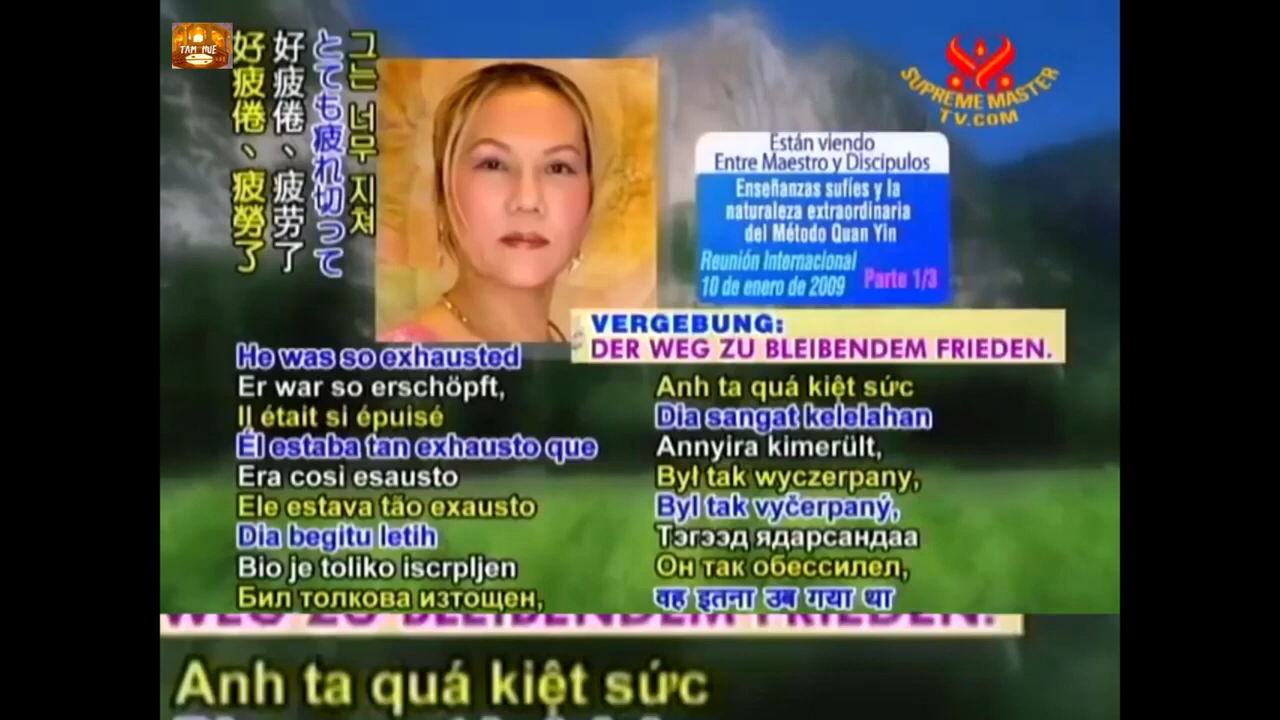 TAM HUE
好疲倦、疲勞了
好疲倦、疲劳了
とても疲れ切って
그는 너무 지쳐
SUPREME MASTER
TV.COM
Están viendo
Entre Maestro y Discipulos
Enseñanzas sufíes y la
naturaleza extraordinaria
del Método Quan Yin
Reunión Internacional
10 de enero de 2009
Parte 1/3
VERGEBUNG:
DER WEG ZU BLEIBENDEM FRIEDEN.
He was so exhausted
Er war so erschöpft,
Il était si épuisé
Él estaba tan exhausto que
Era cosi esausto
Ele estava tão exausto
Dia begitu letih
Bio je toliko iscrpljen
Бил толкова изтощен,
Anh ta quá kiệt sức
Dia sangat kelelahan
Annyira kimerült,
Był tak wyczerpany,
Byl tak vyčerpaný,
Тэгээд ядарсандаа
Он так обессилел,
वह इतना उब गया था
WEG ZU BLEIBENDEM FRIEDEN.
Anh ta quá kiệt sức